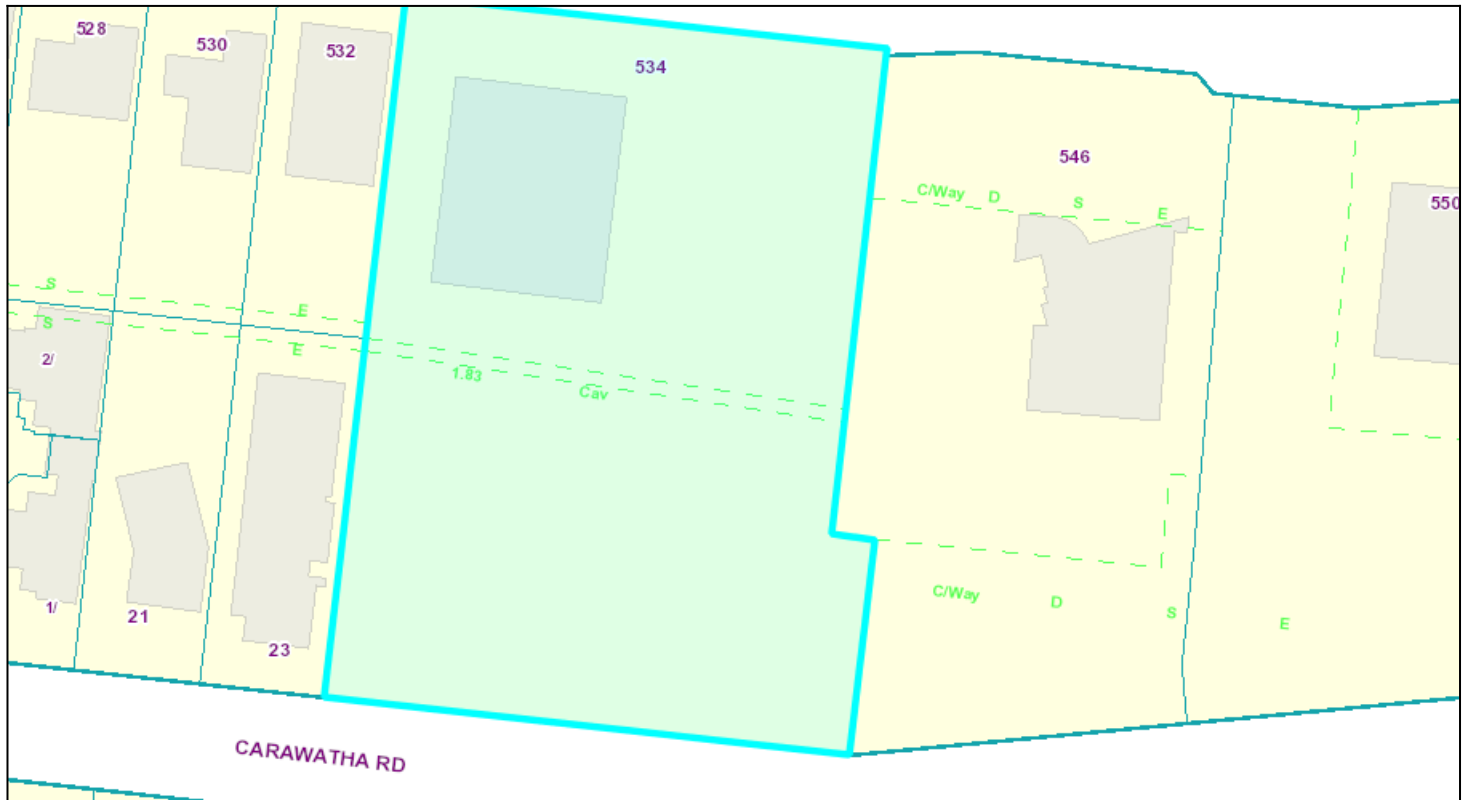 528
530
532
534
546
550
C/Way D S E
S
E
S
E
2/
1.83 Cav
1/
21
23
C/Way D S E
CARAWATHA RD